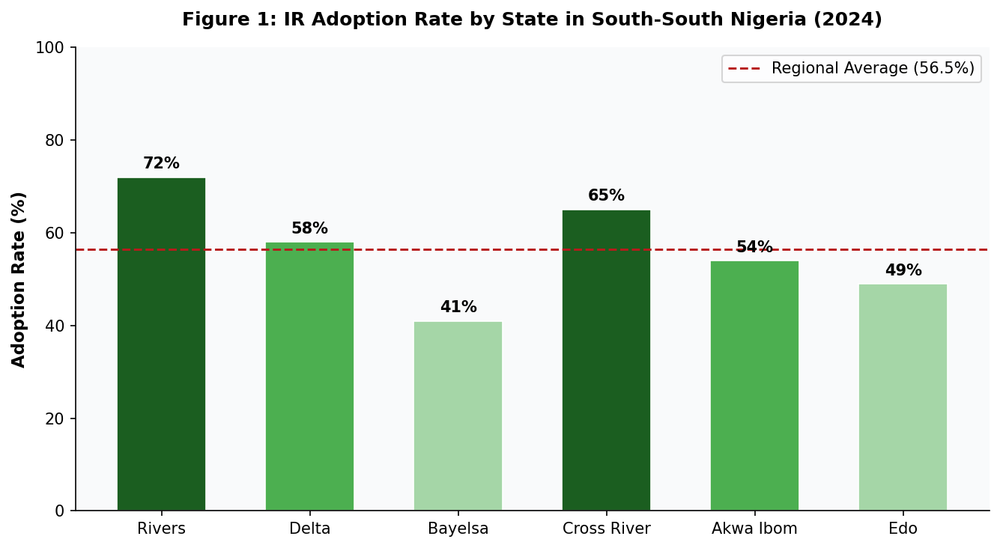 Figure 1: IR Adoption Rate by State in South-South Nigeria (2024)
Regional Average (56.5%)
Adoption Rate (%)
100
80
60
40
20
0
72%
58%
41%
65%
54%
49%
Rivers
Delta
Bayelsa
Cross River
Akwa Ibom
Edo